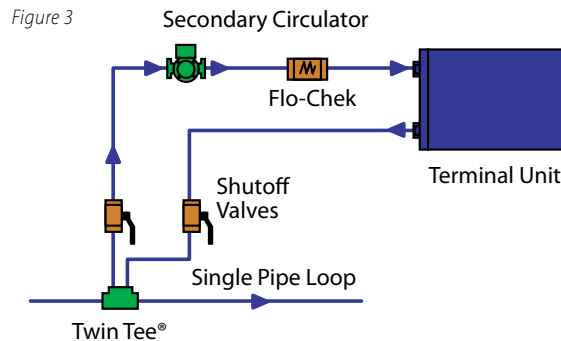 Figure 3
Secondary Circulator
Flo-Chek
Terminal Unit
Shutoff
Valves
Single Pipe Loop
Twin Tee®